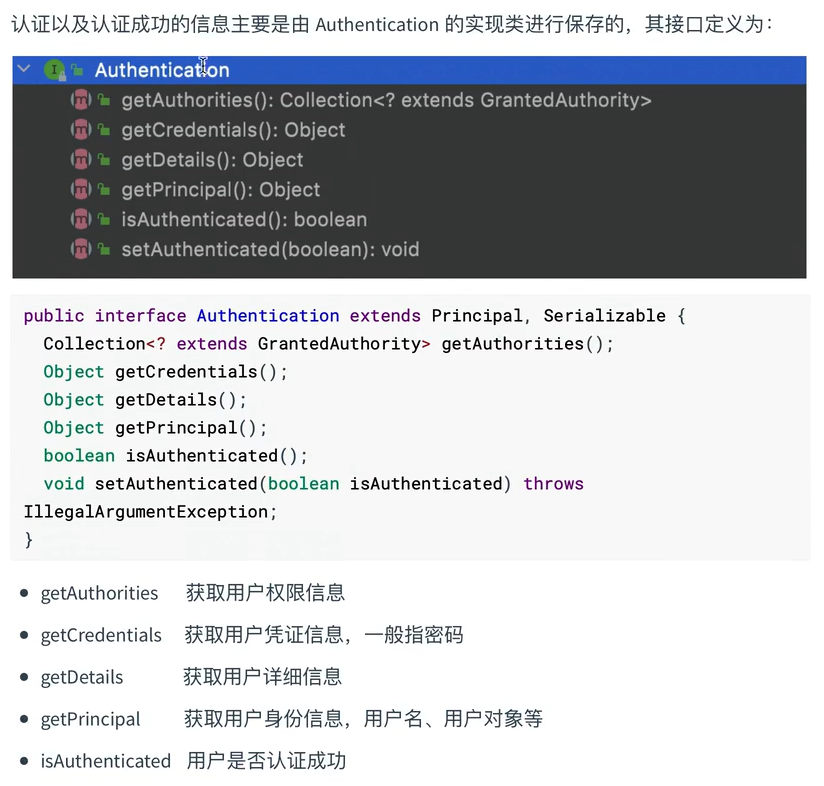 认证以及认证成功的信息主要是由 Authentication 的实现类进行保存的，其接口定义为：
Authentication
getAuthorities(): Collection<? extends GrantedAuthority>
getCredentials(): Object
getDetails(): Object
getPrincipal(): Object
isAuthenticated(): boolean
setAuthenticated(boolean): void
public interface Authentication extends Principal, Serializable {
Collection<? extends GrantedAuthority> getAuthorities();
Object getCredentials();
Object getDetails();
Object getPrincipal();
boolean isAuthenticated();
void setAuthenticated(boolean isAuthenticated) throws
IllegalArgumentException;
}
getAuthorities 获取用户权限信息
getCredentials 获取用户凭证信息，一般指密码
getDetails 获取用户详细信息
getPrincipal 获取用户身份信息，用户名、用户对象等
isAuthenticated 用户是否认证成功